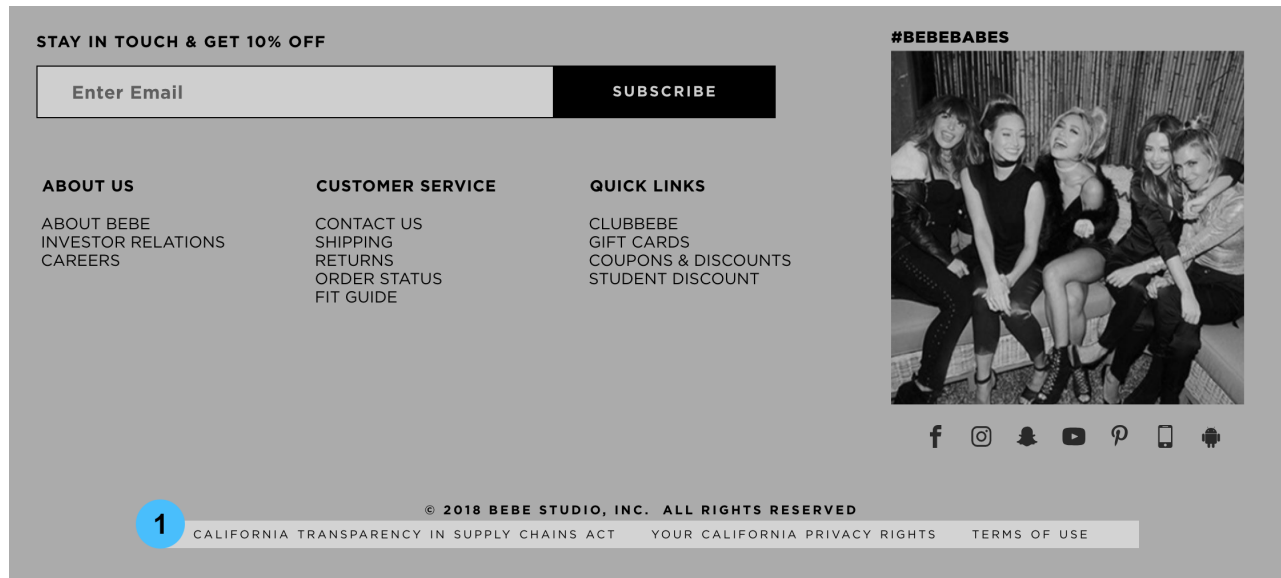 STAY IN TOUCH & GET 10% OFF
Enter Email
SUBSCRIBE
ABOUT US
ABOUT BEBE
INVESTOR RELATIONS
CAREERS
CUSTOMER SERVICE
CONTACT US
SHIPPING
RETURNS
ORDER STATUS
FIT GUIDE
QUICK LINKS
CLUBBEBE
GIFT CARDS
COUPONS & DISCOUNTS
STUDENT DISCOUNT
#BEBEBABES
© 2018 BEBE STUDIO, INC. ALL RIGHTS RESERVED
1
CALIFORNIA TRANSPARENCY IN SUPPLY CHAINS ACT YOUR CALIFORNIA PRIVACY RIGHTS TERMS OF USE